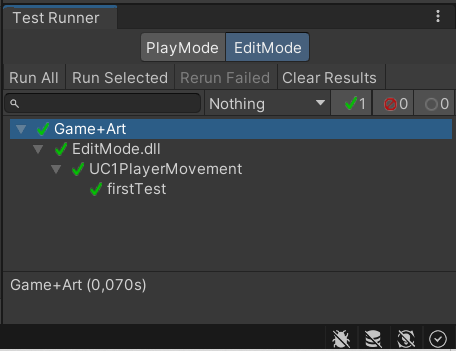 Test Runner
PlayMode EditMode
Run All Run Selected Rerun Failed Clear Results
Nothing 1 0 0
Game+Art
EditMode.dll
UC1PlayerMovement
firstTest
Game+Art (0,070s)